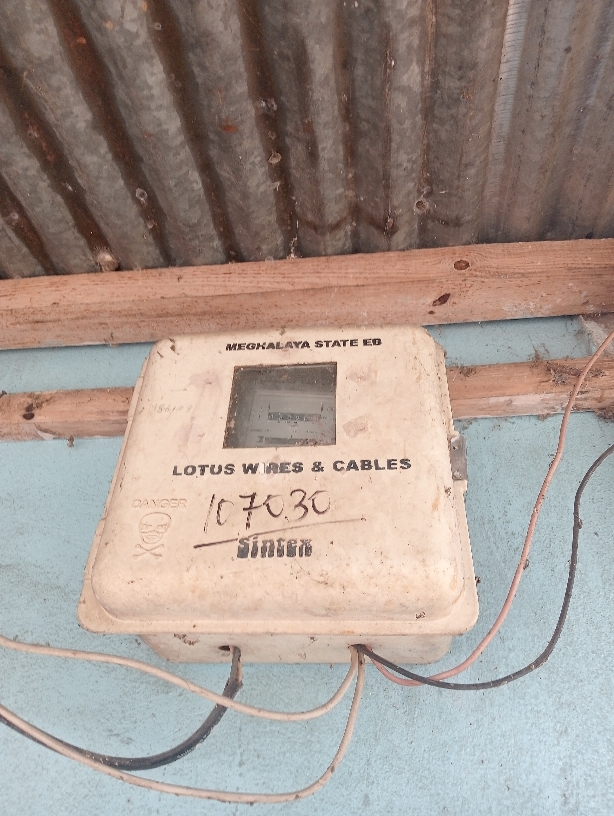 MEGHALAYA STATE EB
LOTUS WIRES & CABLES
DANGER
107030
Sintex